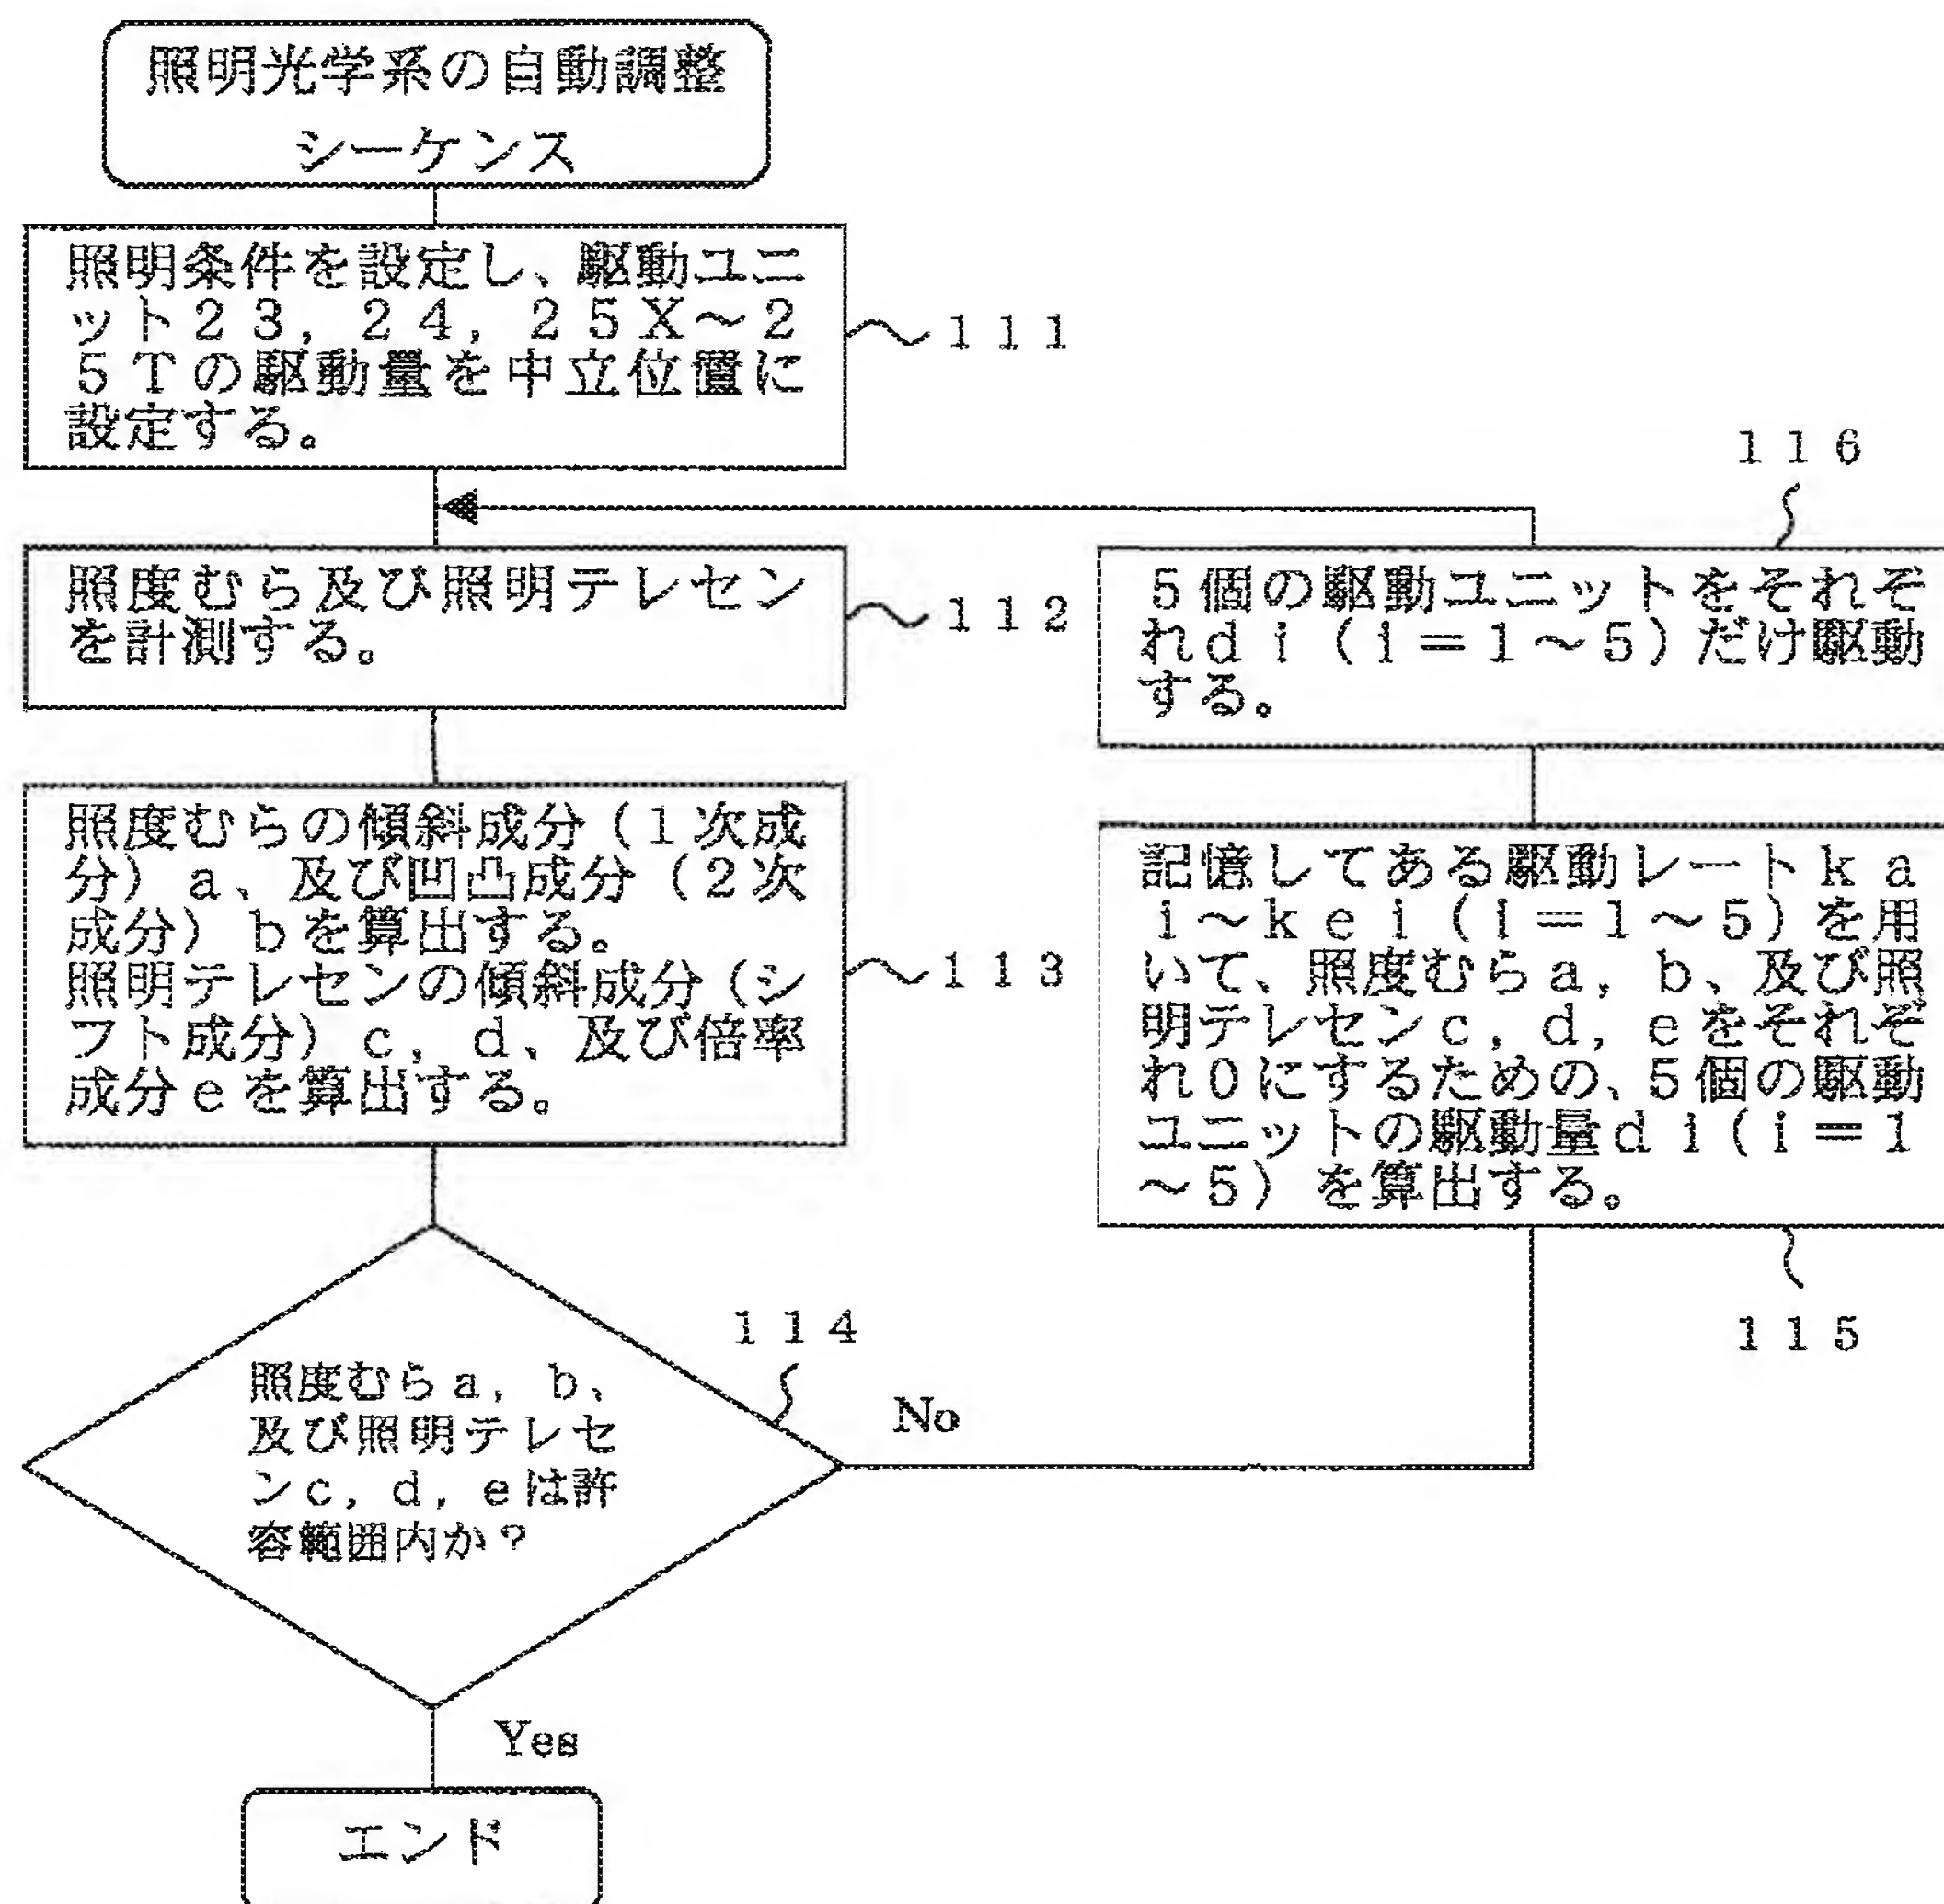 照明光学系の自動調整
シーケンス
照明条件を設定し、駆動ユニ
ット23,24,25X～2
5Tの駆動量を中立位置に
設定する。
111
照度むら及び照明テレセン
を計測する。
112
照度むらの傾斜成分(1次成
分)a、及び凹凸成分(2次
成分)bを算出する。
照明テレセンの傾斜成分(シ
フト成分)c,d、及び倍率
成分eを算出する。
113
照度むらa,b、
及び照明テレセ
ンc,d,eは許
容範囲内か?
114
No
Yes
エンド
116
5個の駆動ユニットをそれぞ
れdi(i=1～5)だけ駆動
する。
記憶してある駆動レートka
i～kei(i=1～5)を用
いて、照度むらa,b、及び照
明テレセンc,d,eをそれぞ
れ0にするための、5個の駆動
ユニットの駆動量di(i=1
～5)を算出する。
115